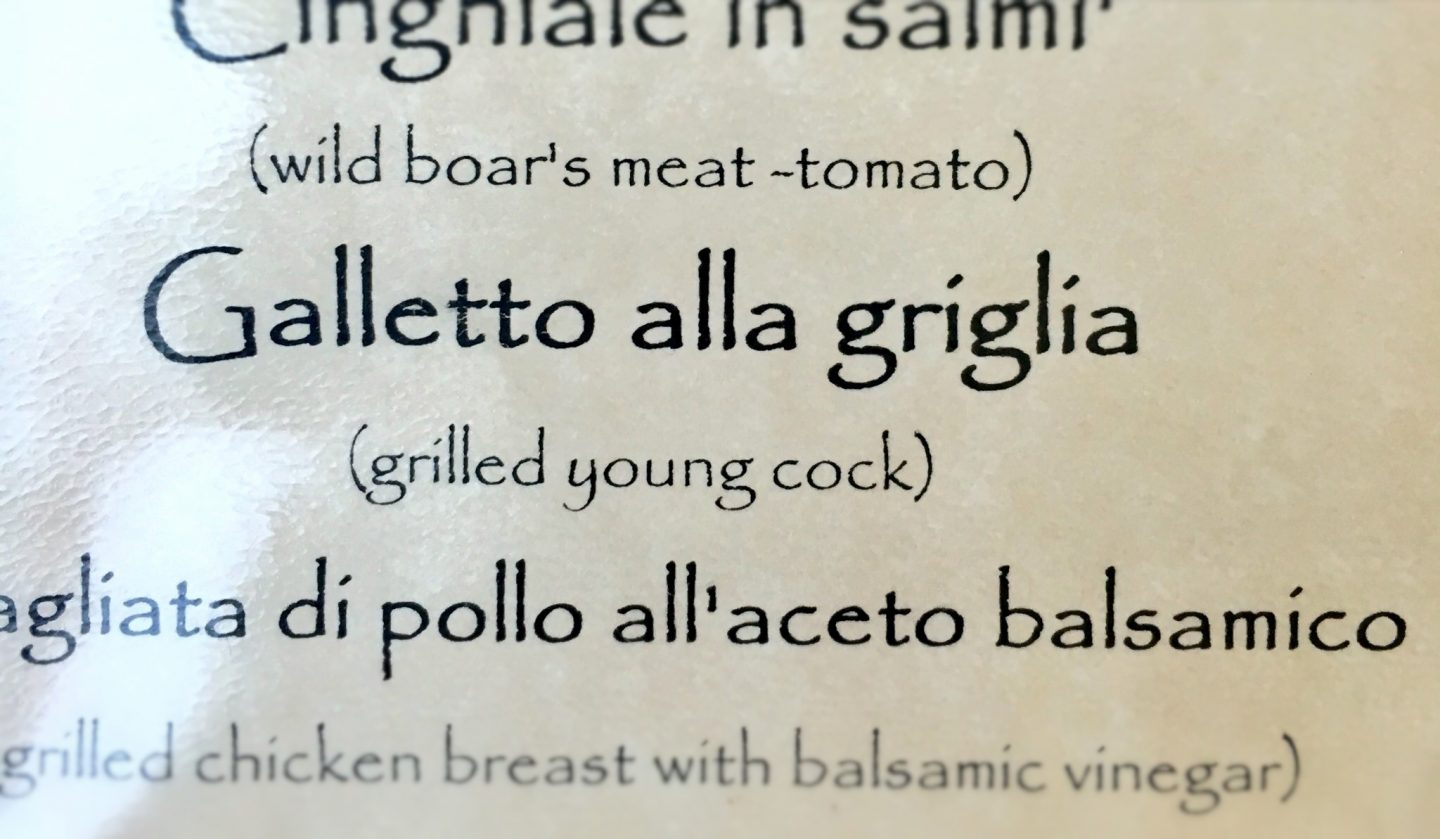 Cinghiale in salmi'
(wild boar's meat -tomato)
Galletto alla griglia
(grilled young cock)
agliata di pollo all'aceto balsamico
grilled chicken breast with balsamic vinegar)